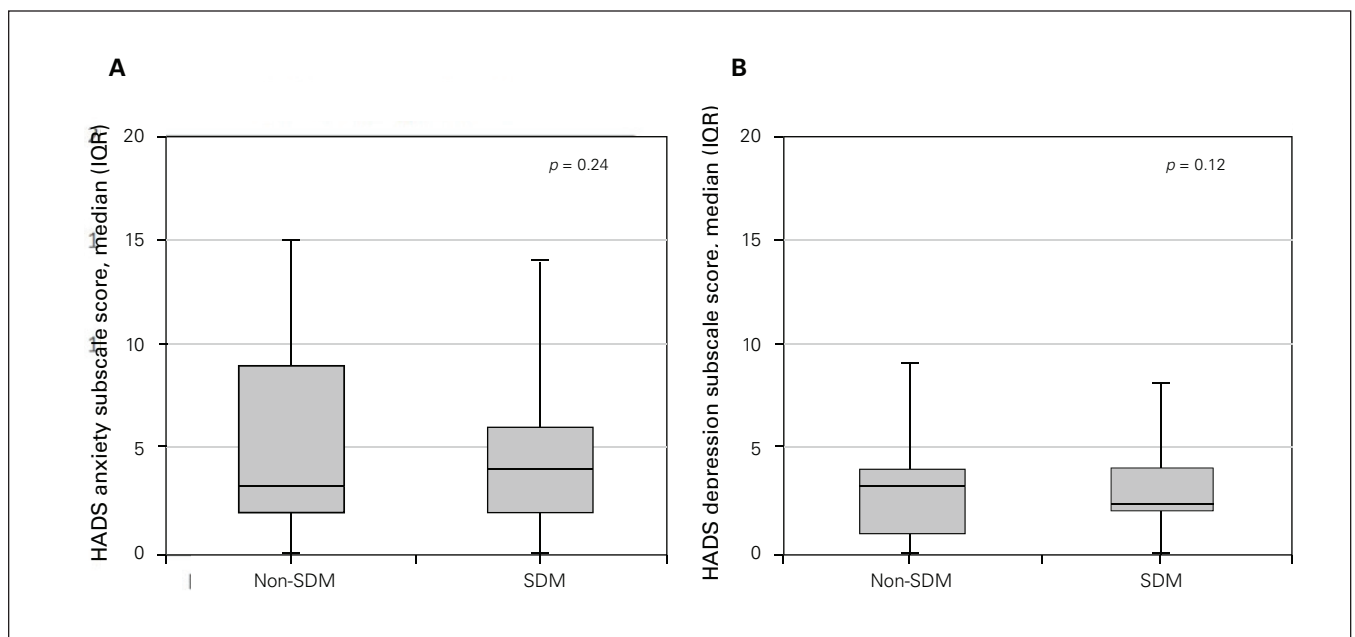 A
HADS anxiety subscale score, median (IQR)
20
15
10
5
0
p = 0.24
Non-SDM
SDM
B
HADS depression subscale score. median (IQR)
20
15
10
5
0
p = 0.12
Non-SDM
SDM